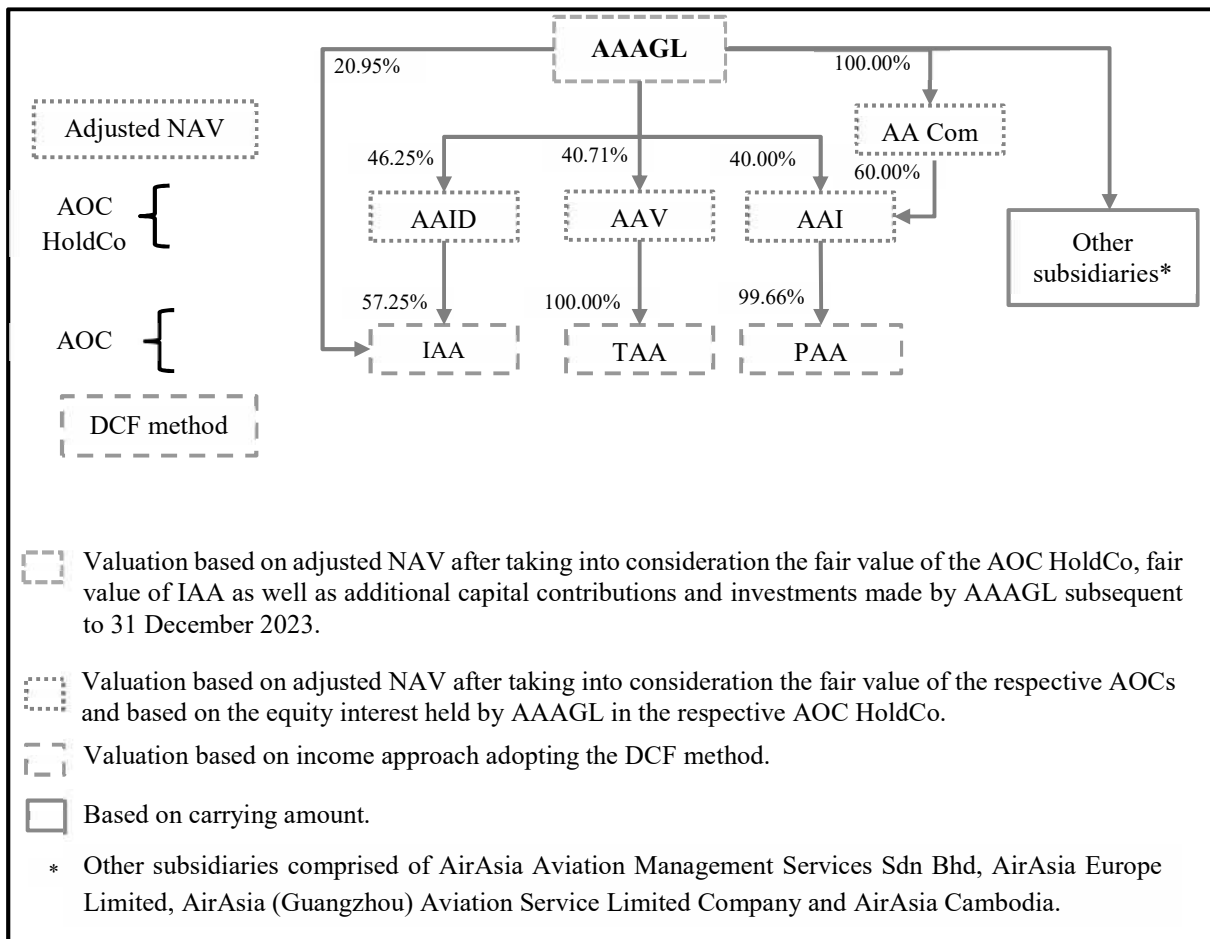 AAAGL
20.95%
100.00%
Adjusted NAV
AA Com
46.25%
40.71%
40.00%
60.00%
AOC
HoldCo
AAID
AAV
AAI
Other
subsidiaries*
57.25%
100.00%
99.66%
AOC
IAA
TAA
PAA
DCF method
Valuation based on adjusted NAV after taking into consideration the fair value of the AOC HoldCo, fair
value of IAA as well as additional capital contributions and investments made by AAAGL subsequent
to 31 December 2023.
Valuation based on adjusted NAV after taking into consideration the fair value of the respective AOCs
and based on the equity interest held by AAAGL in the respective AOC HoldCo.
Valuation based on income approach adopting the DCF method.
Based on carrying amount.
* Other subsidiaries comprised of AirAsia Aviation Management Services Sdn Bhd, AirAsia Europe
Limited, AirAsia (Guangzhou) Aviation Service Limited Company and AirAsia Cambodia.